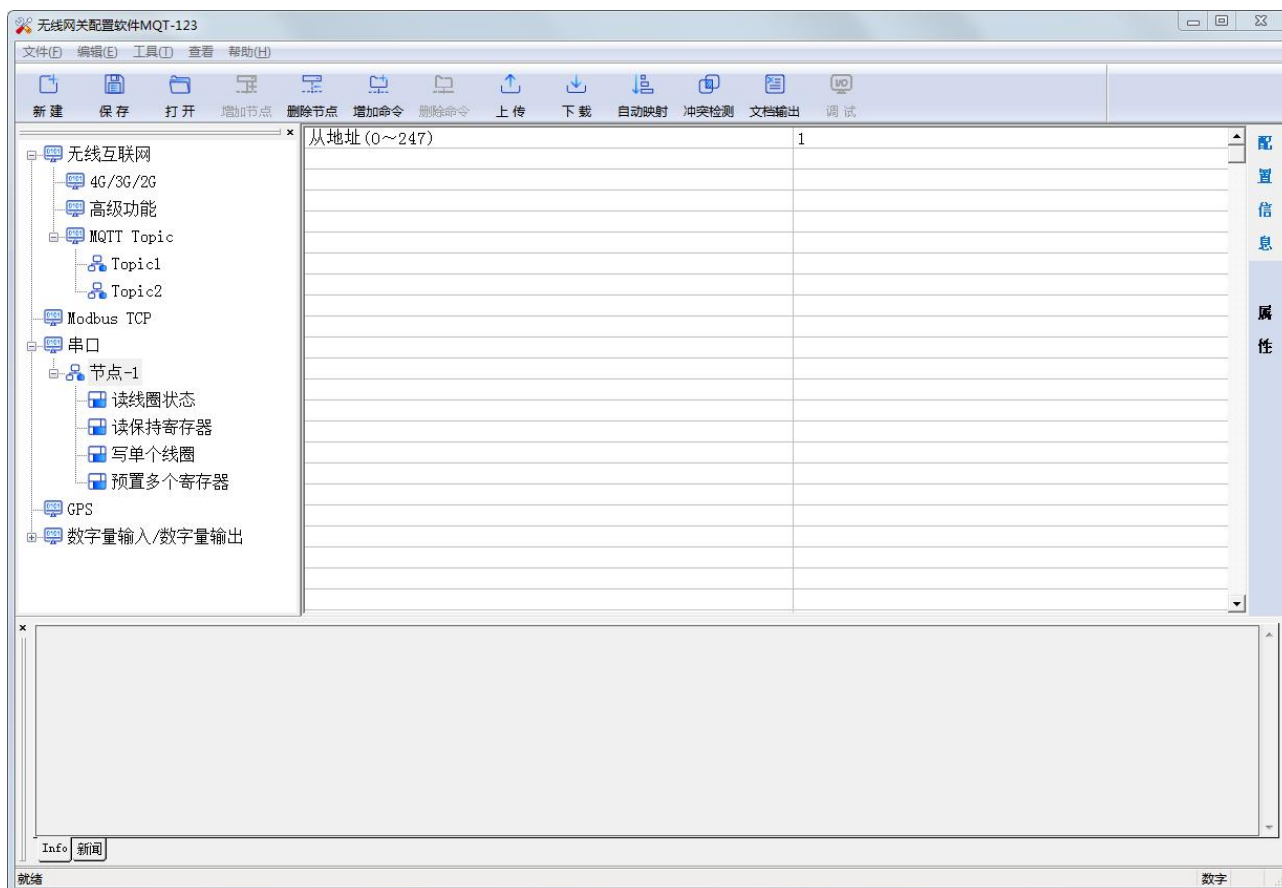 无线网关配置软件MQT-123
文件(F) 编辑(E) 工具(T) 查看 帮助(H)
新建 保存 打开 增加节点 删除节点 增加命令 删除命令 上传 下载 自动映射 冲突检测 文档输出 调试
无线互联网
4G/3G/2G
高级功能
MQTT Topic
Topic1
Topic2
Modbus TCP
串口
节点-1
读线圈状态
读保持寄存器
写单个线圈
预置多个寄存器
GPS
数字量输入/数字量输出
从地址(0～247) 1
配置信息
属性
Info 新闻
就绪 数字